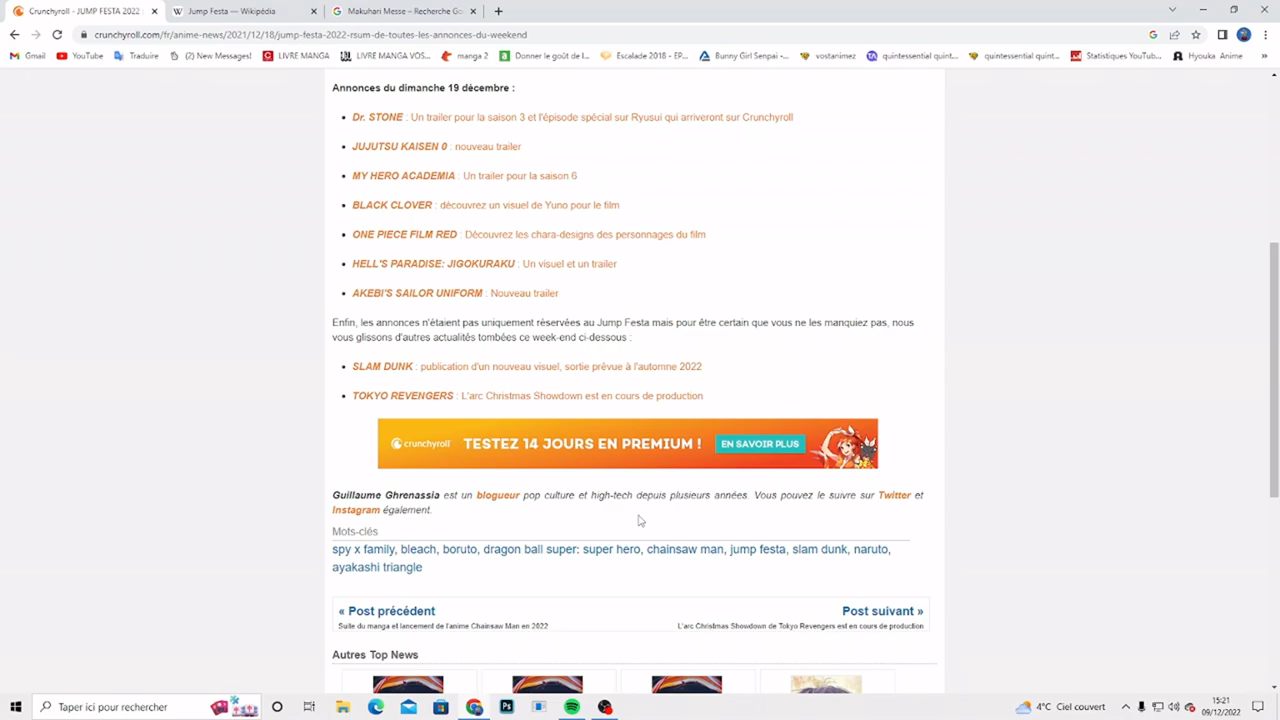 Crunchyroll - JUMP FESTA 2022 :
Jump Festa — Wikipédia
Makuhari Messe – Recherche Go
crunchyroll.com/fr/anime-news/2021/12/18/jump-festa-2022-rsum-de-toutes-les-annonces-du-weekend
Gmail
YouTube
Traduire
(2) New Messages!
LIVRE MANGA
LIVRE MANGA VOS...
manga 2
Donner le goût de l...
Escalade 2018 - EP...
Bunny Girl Senpai -...
vostanimez
quintessential quint...
quintessential quint...
Statistiques YouTub...
Hyouka Anime
Annonces du dimanche 19 décembre :
Dr. STONE : Un trailer pour la saison 3 et l'épisode spécial sur Ryusui qui arriveront sur Crunchyroll
JUJUTSU KAISEN 0 : nouveau trailer
MY HERO ACADEMIA : Un trailer pour la saison 6
BLACK CLOVER : découvrez un visuel de Yuno pour le film
ONE PIECE FILM RED : Découvrez les chara-designs des personnages du film
HELL'S PARADISE: JIGOKURAKU : Un visuel et un trailer
AKEBI'S SAILOR UNIFORM : Nouveau trailer
Enfin, les annonces n'étaient pas uniquement réservées au Jump Festa mais pour être certain que vous ne les manquiez pas, nous
vous glissons d'autres actualités tombées ce week-end ci-dessous :
SLAM DUNK : publication d'un nouveau visuel, sortie prévue à l'automne 2022
TOKYO REVENGERS : L'arc Christmas Showdown est en cours de production
crunchyroll TESTEZ 14 JOURS EN PREMIUM ! EN SAVOIR PLUS
Guillaume Ghrenassia est un blogueur pop culture et high-tech depuis plusieurs années. Vous pouvez le suivre sur Twitter et
Instagram également.
Mots-clés
spy x family, bleach, boruto, dragon ball super: super hero, chainsaw man, jump festa, slam dunk, naruto,
ayakashi triangle
« Post précédent
Post suivant »
Suite du manga et lancement de l'anime Chainsaw Man en 2022
L'arc Christmas Showdown de Tokyo Revengers est en cours de production
Autres Top News
Taper ici pour rechercher
4°C Ciel couvert
15:21
09/12/2022